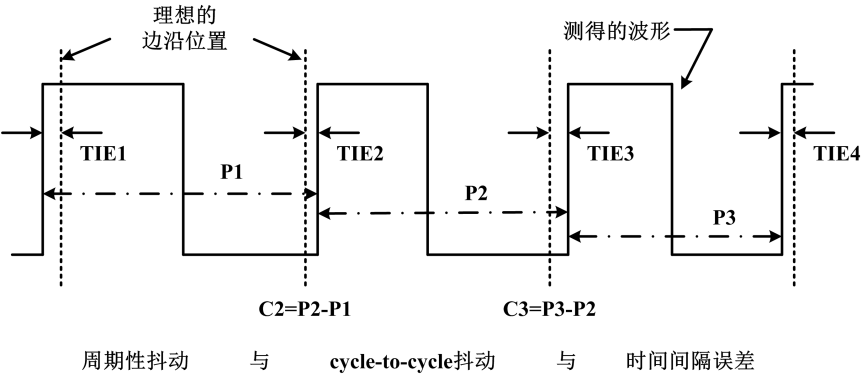 理想的
边沿位置
测得的波形
TIE1
TIE2
TIE3
TIE4
P1
P2
P3
C2=P2-P1
C3=P3-P2
周期性抖动 与 cycle-to-cycle抖动 与 时间间隔误差